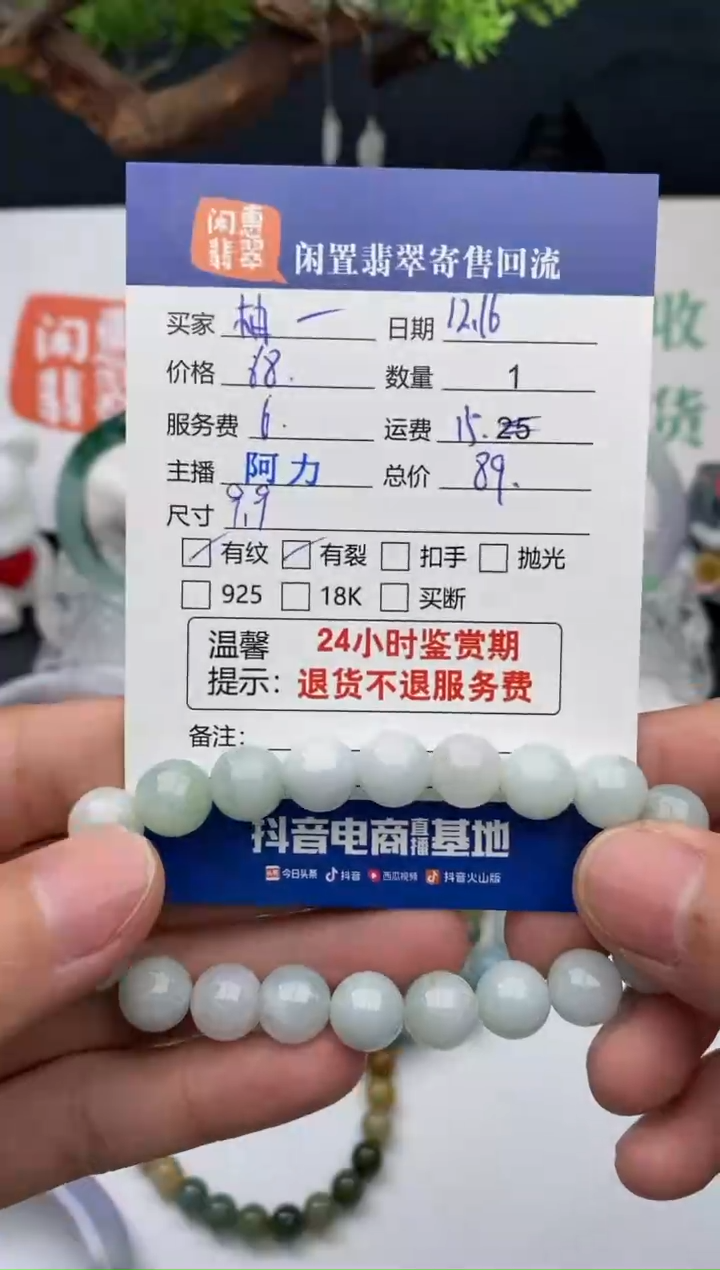 闲惠
翡翠
闲置翡翠寄售回流
买家 柚一 日期 12.16
价格 68. 数量 1
服务费 6. 运费 15. 25
主播 阿力 总价 89.
尺寸 9.9
有纹 有裂 扣手 抛光
925 18K 买断
温馨 24小时鉴赏期
提示: 退货不退服务费
备注:
抖音电商直播基地
头条 今日头条 抖音 西瓜视频 抖音火山版
闲
翡
收
货